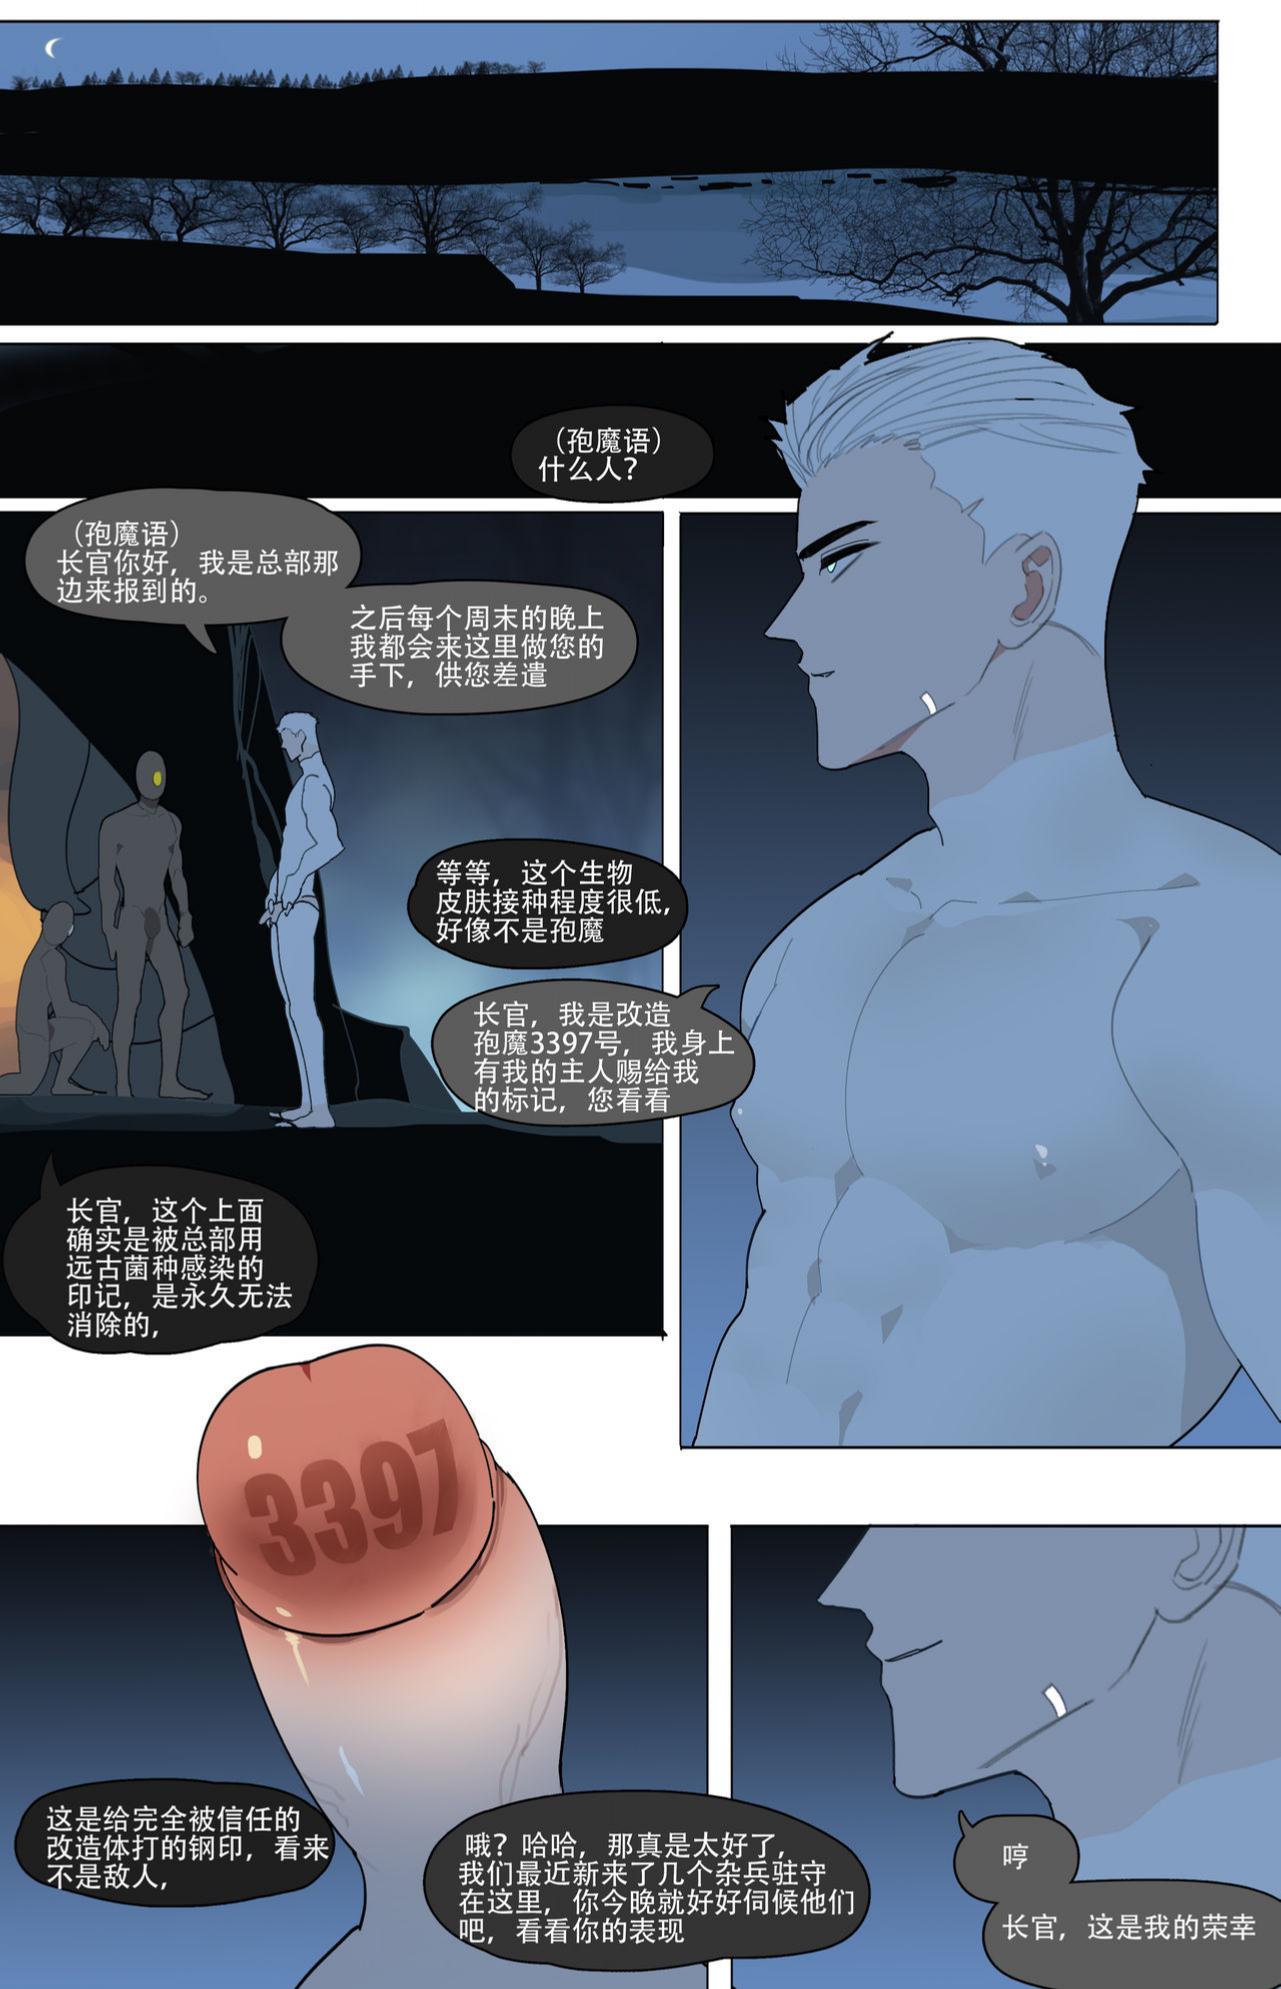 （孢魔语）
什么人？
（孢魔语）
长官你好，我是总部那
边来报到的。
之后每个周末的晚上
我都会来这里做您的
手下，供您差遣
等等，这个生物
皮肤接种程度很低，
好像不是孢魔
长官，我是改造
孢魔3397号，我身上
有我的主人赐给我
的标记，您看看
长官，这个上面
确实是被总部用
远古菌种感染的
印记，是永久无法
消除的，
3397
这是给完全被信任的
改造体打的钢印，看来
不是敌人，
哦？哈哈，那真是太好了，
我们最近新来了几个杂兵驻守
在这里，你今晚就好好伺候他们
吧，看看你的表现
哼
长官，这是我的荣幸